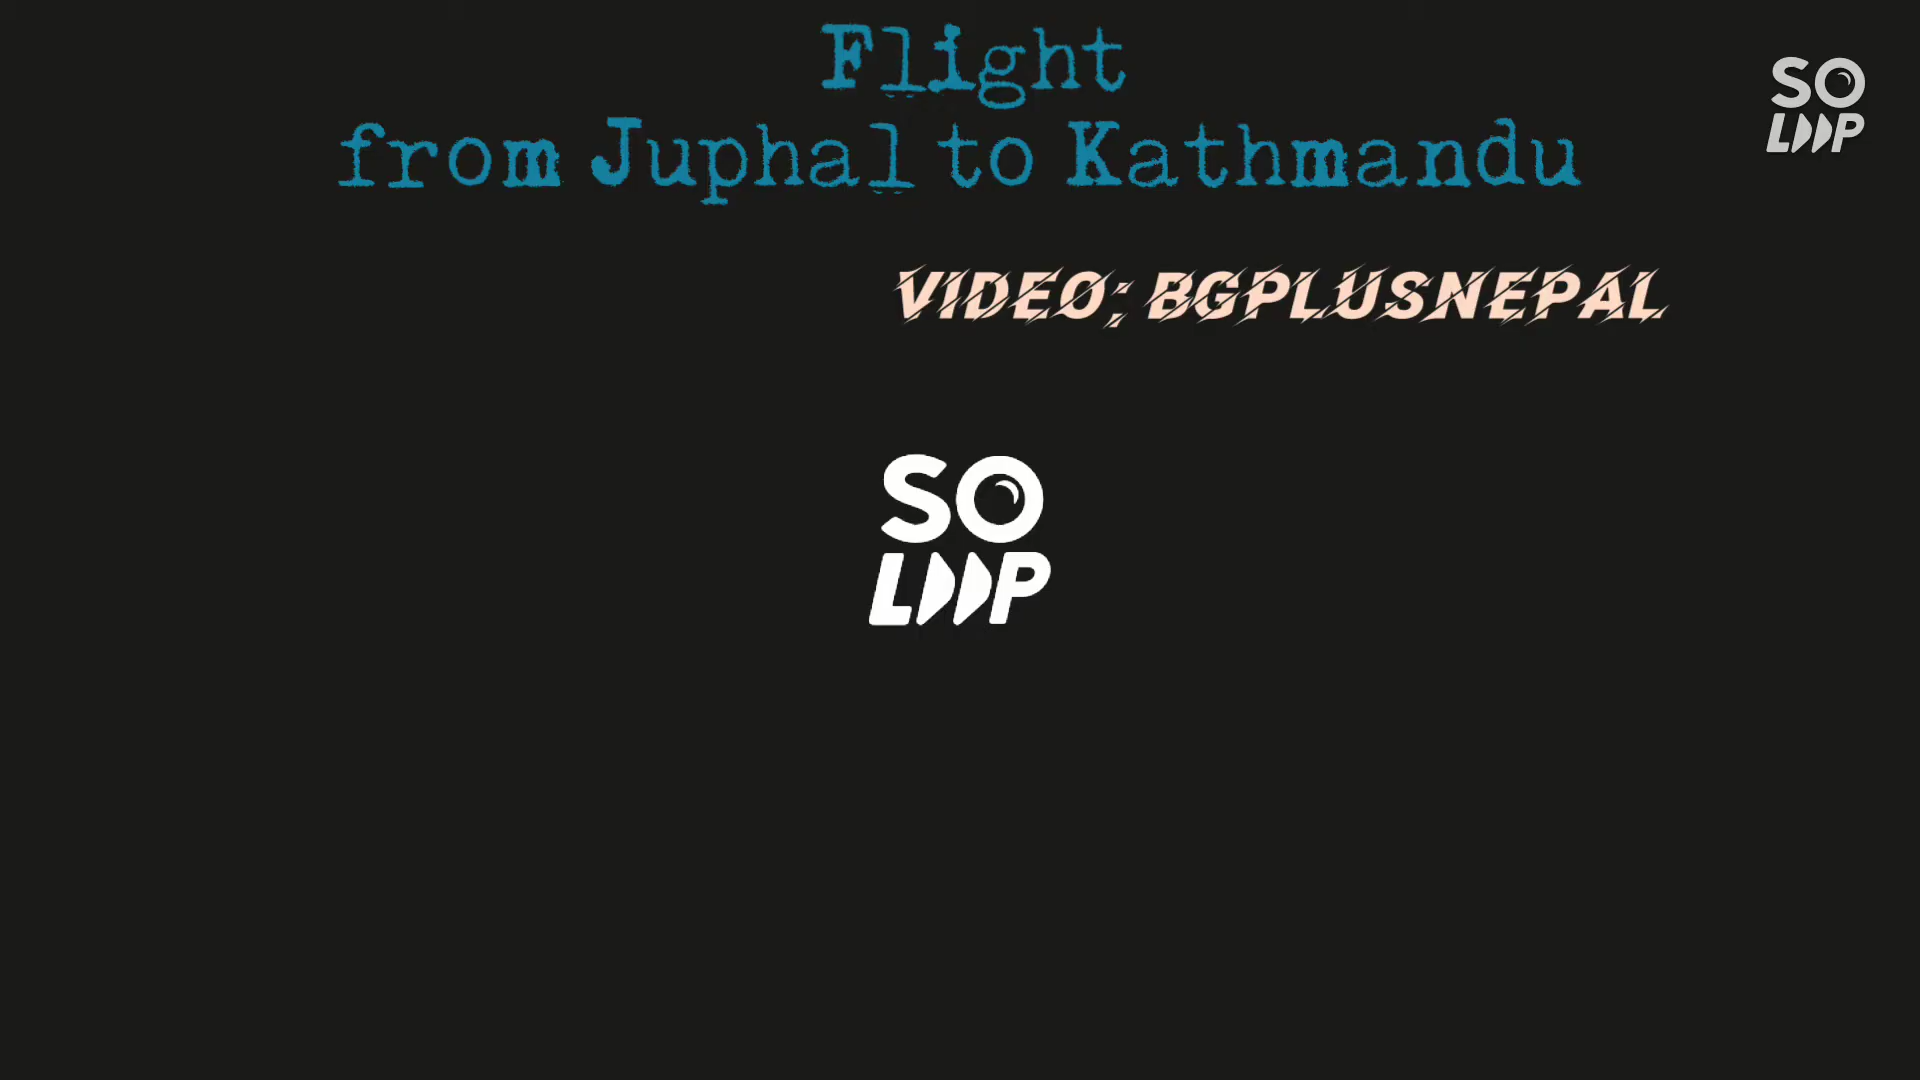 Flight
from Juphal to Kathmandu
VIDEO; BGPLUSNEPAL
SO
LOOP
SO
LOOP